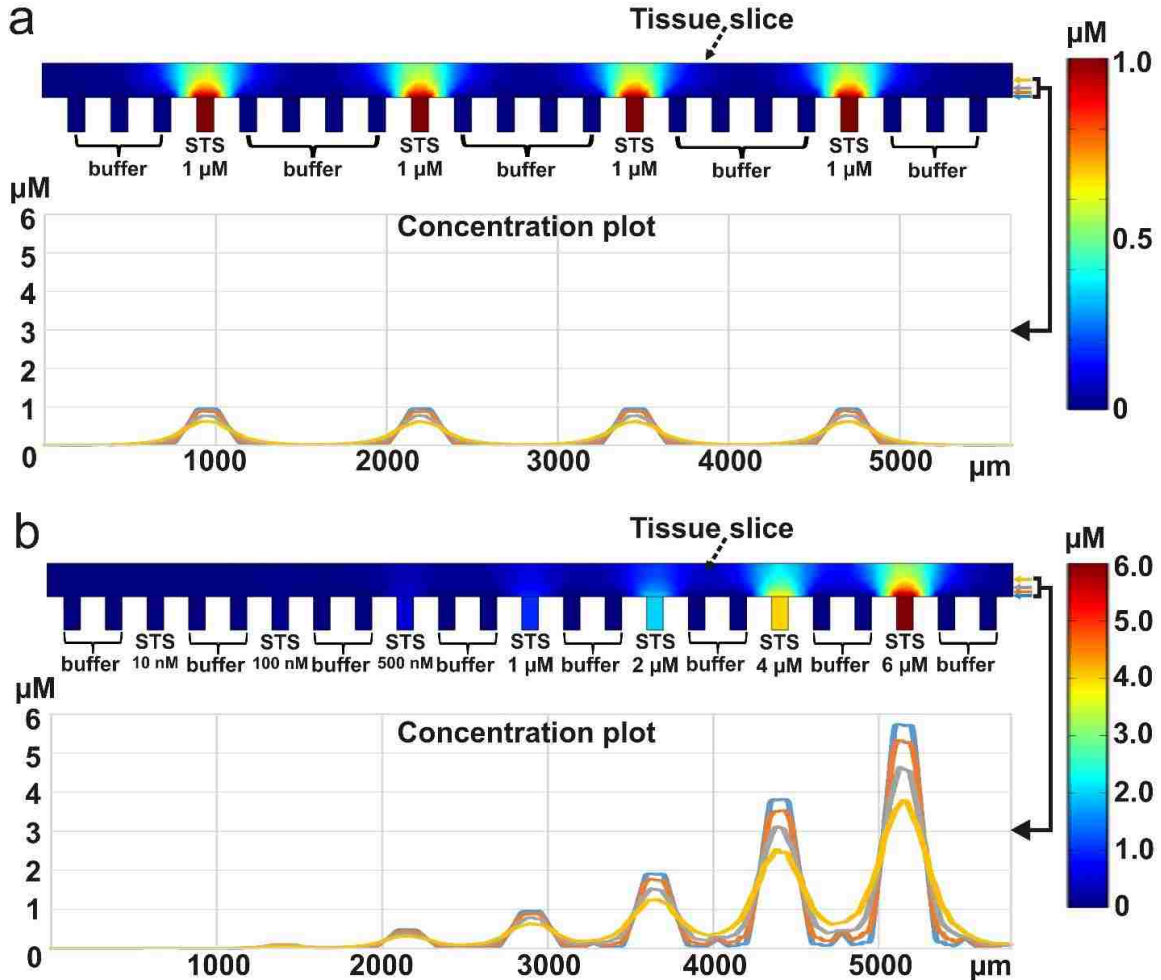 a
Tissue slice
µM
1.0
0.5
0
buffer
STS
1 µM
buffer
STS
1 µM
buffer
STS
1 µM
buffer
STS
1 µM
buffer
µM
Concentration plot
6
5
4
3
2
1
0
1000 2000 3000 4000 5000 µm
b
Tissue slice
µM
6.0
5.0
4.0
3.0
2.0
1.0
0
buffer
STS
10 nM
buffer
STS
100 nM
buffer
STS
500 nM
buffer
STS
1 µM
buffer
STS
2 µM
buffer
STS
4 µM
buffer
STS
6 µM
buffer
µM
Concentration plot
6
5
4
3
2
1
0
1000 2000 3000 4000 5000 µm